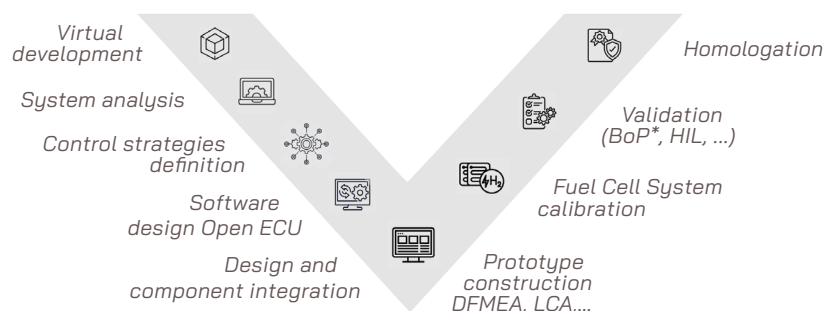 Virtual
development
System analysis
Control strategies
definition
Software
design Open ECU
Design and
component integration
H₂
Homologation
Validation
(BoP*, HIL, ...)
Fuel Cell System
calibration
Prototype
construction
DFMEA, LCA,...